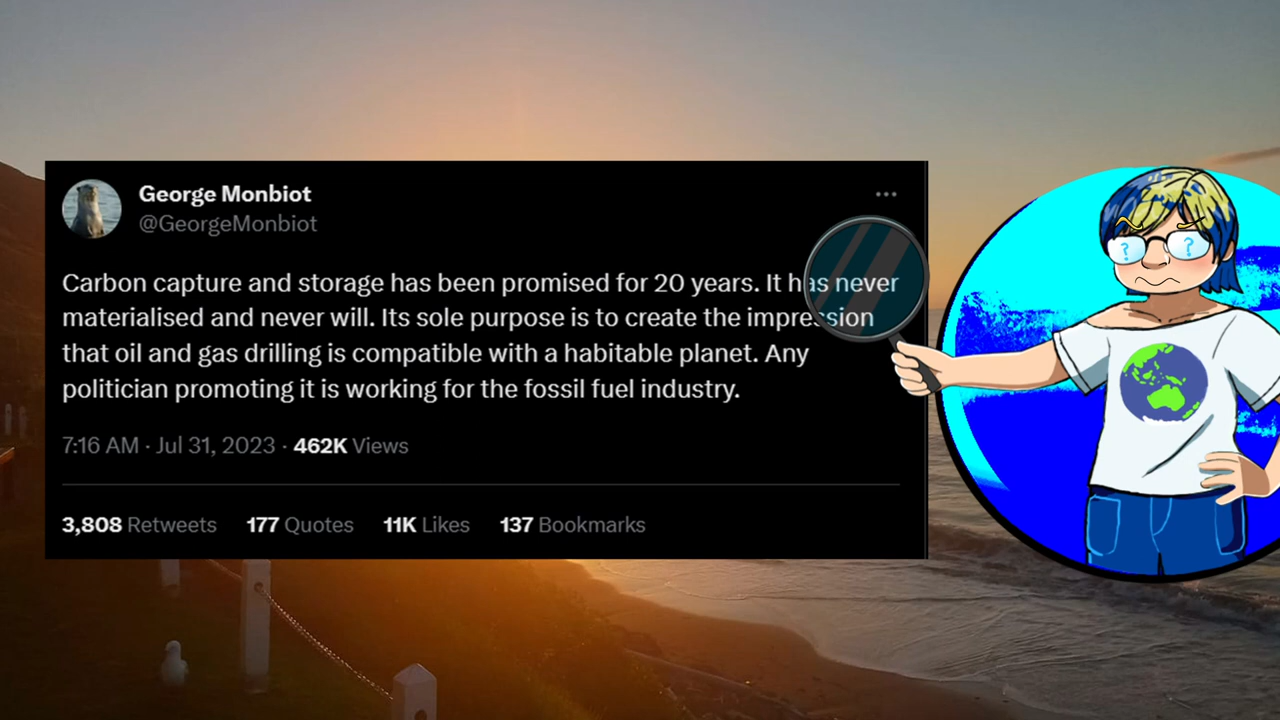 George Monbiot
@GeorgeMonbiot
Carbon capture and storage has been promised for 20 years. It has never
materialised and never will. Its sole purpose is to create the impression
that oil and gas drilling is compatible with a habitable planet. Any
politician promoting it is working for the fossil fuel industry.
7:16 AM · Jul 31, 2023 · 462K Views
3,808 Retweets 177 Quotes 11K Likes 137 Bookmarks
? ?